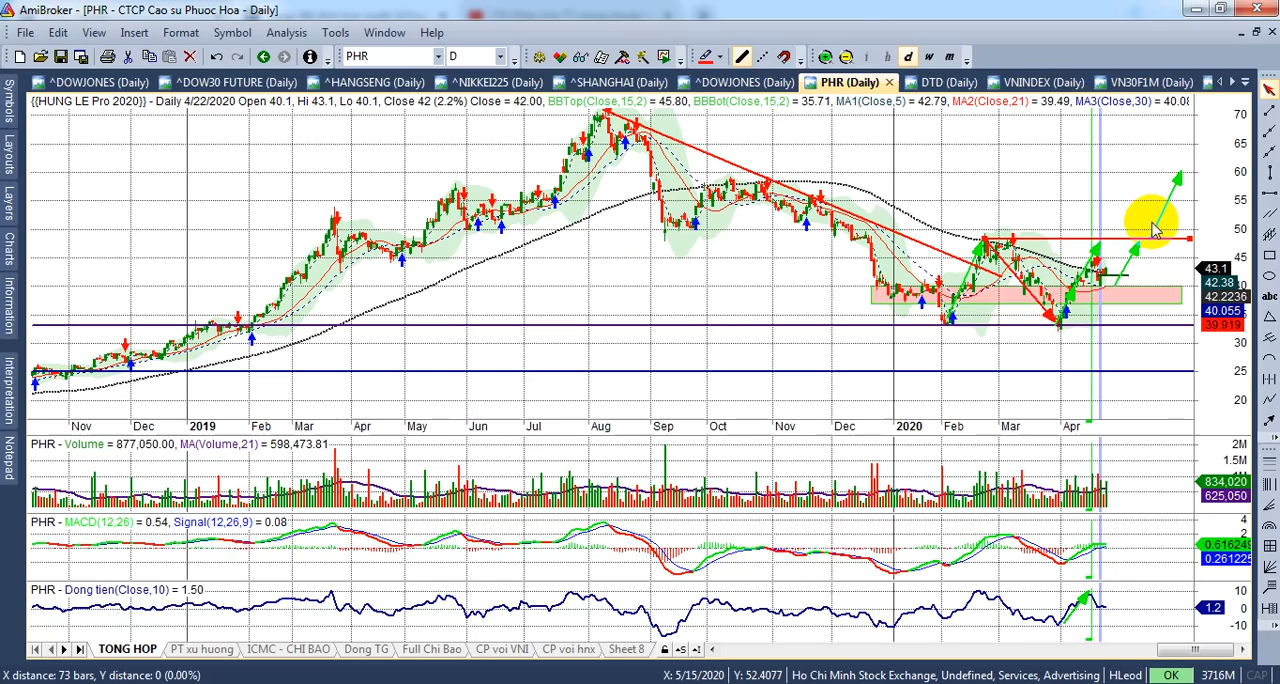 AmiBroker - [PHR - CTCP Cao su Phuoc Hoa - Daily]
File Edit View Insert Format Symbol Analysis Tools Window Help
PHR D i h d w m
^DOWJONES (Daily) ^DOW30 FUTURE (Daily) ^HANGSENG (Daily) ^NIKKEI225 (Daily) ^SHANGHAI (Daily) ^DOWJONES (Daily) PHR (Daily) DTD (Daily) VNINDEX (Daily) VN30F1M (Daily)
{{HUNG LE Pro 2020}} - Daily 4/22/2020 Open 40.1, Hi 43.1, Lo 40.1, Close 42 (2.2%) Close = 42.00, BBTop(Close,15,2) = 45.80, BBBot(Close,15,2) = 35.71, MA1(Close,5) = 42.79, MA2(Close,21) = 39.49, MA3(Close,30) = 40.08
Symbols
Layouts
Layers
Charts
Information
Interpretation
Notepad
70
65
60
55
50
45
43.1
42.38
42.2236
40.055
39.919
30
25
20
Nov Dec 2019 Feb Mar Apr May Jun Jul Aug Sep Oct Nov Dec 2020 Feb Mar Apr
PHR - Volume = 877,050.00, MA(Volume,21) = 598,473.81
2M
1.5M
834,020
625,050
PHR - MACD(12,26) = 0.54, Signal(12,26,9) = 0.08
4
2
0.616249
0.261225
PHR - Dong tien(Close,10) = 1.50
10
0
1.2
-10
TONG HOP PT xu huong ICMC - CHI BAO Dong TG Full Chi Bao CP voi VNI CP voi hnx Sheet 8
X distance: 73 bars, Y distance: 0 (0.00%) X: 5/15/2020 Y: 52.4077 Ho Chi Minh Stock Exchange, Undefined, Services, Advertising HLeod OK 3716M CAP
abc